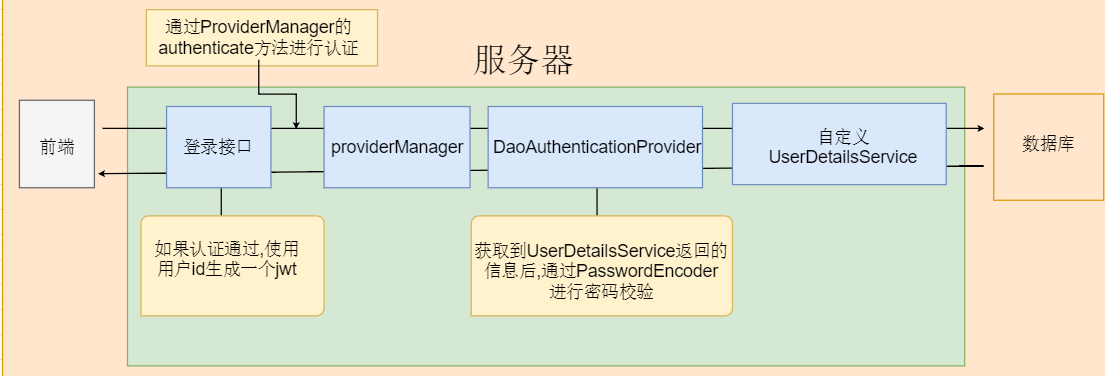 通过ProviderManager的
authenticate方法进行认证
服务器
前端
登录接口
providerManager
DaoAuthenticationProvider
自定义
UserDetailsService
数据库
如果认证通过,使用
用户id生成一个jwt
获取到UserDetailsService返回的
信息后,通过PasswordEncoder
进行密码校验